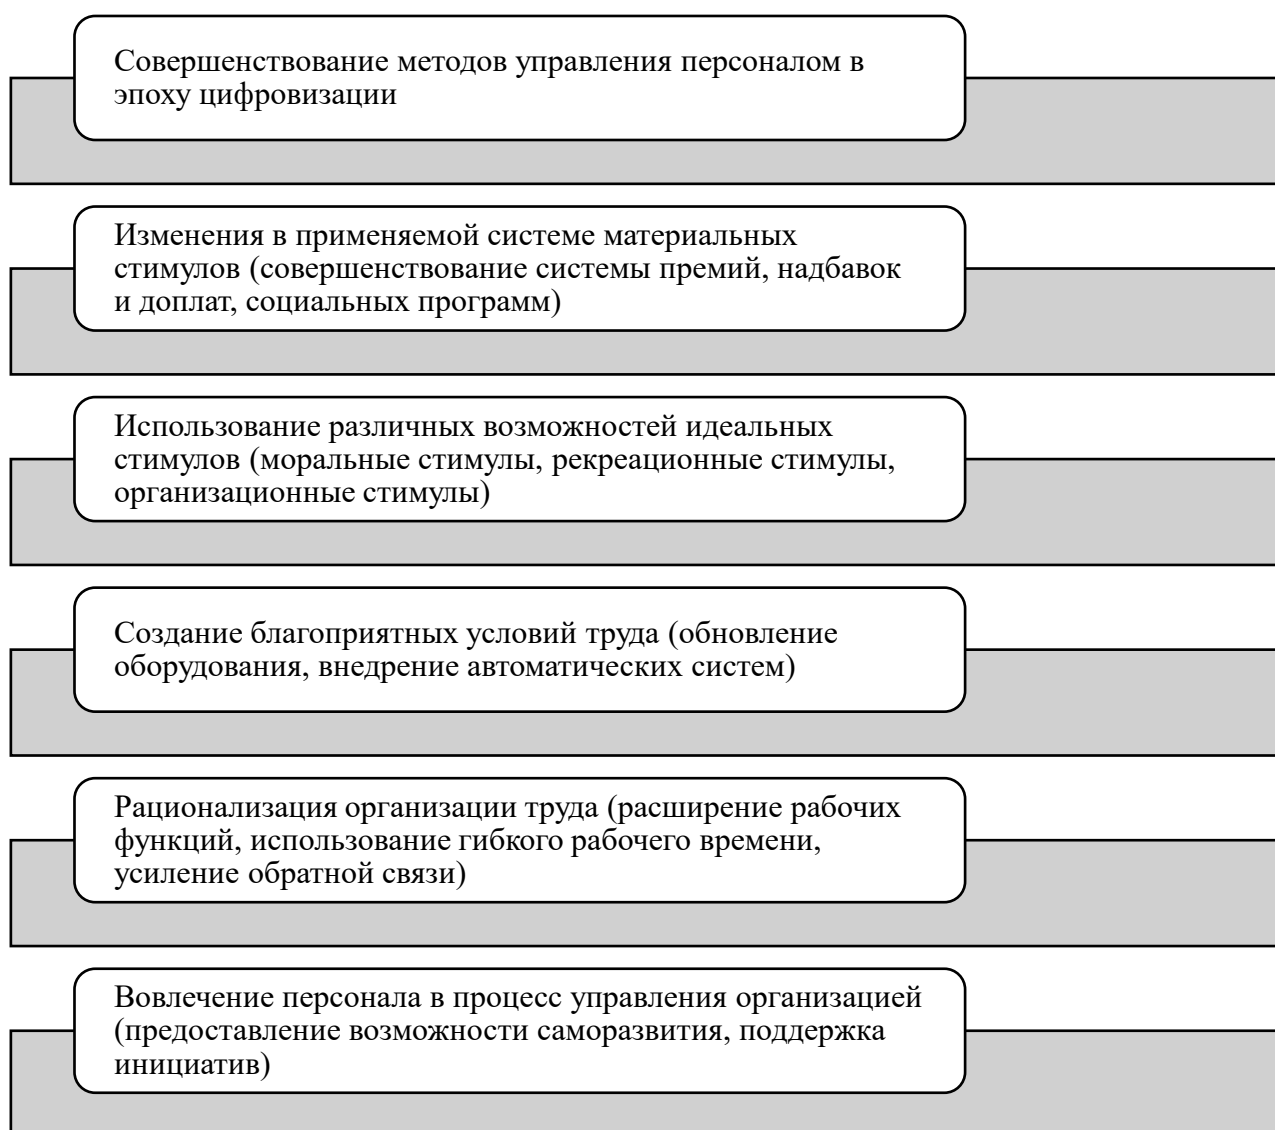 Совершенствование методов управления персоналом в
эпоху цифровизации
Изменения в применяемой системе материальных
стимулов (совершенствование системы премий, надбавок
и доплат, социальных программ)
Использование различных возможностей идеальных
стимулов (моральные стимулы, рекреационные стимулы,
организационные стимулы)
Создание благоприятных условий труда (обновление
оборудования, внедрение автоматических систем)
Рационализация организации труда (расширение рабочих
функций, использование гибкого рабочего времени,
усиление обратной связи)
Вовлечение персонала в процесс управления организацией
(предоставление возможности саморазвития, поддержка
инициатив)